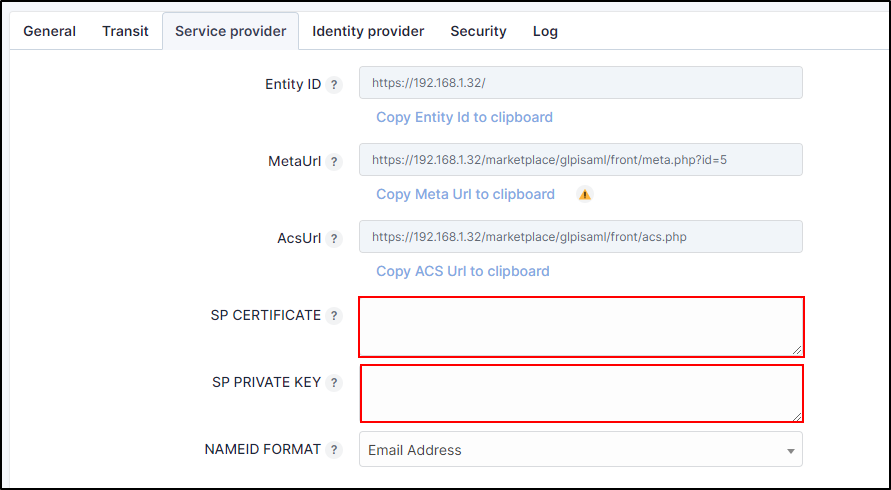 General Transit Service provider Identity provider Security Log
Entity ID ? https://192.168.1.32/
Copy Entity Id to clipboard
MetaUrl ? https://192.168.1.32/marketplace/glpisaml/front/meta.php?id=5
Copy Meta Url to clipboard
AcsUrl ? https://192.168.1.32/marketplace/glpisaml/front/acs.php
Copy ACS Url to clipboard
SP CERTIFICATE ?
SP PRIVATE KEY ?
NAMEID FORMAT ? Email Address